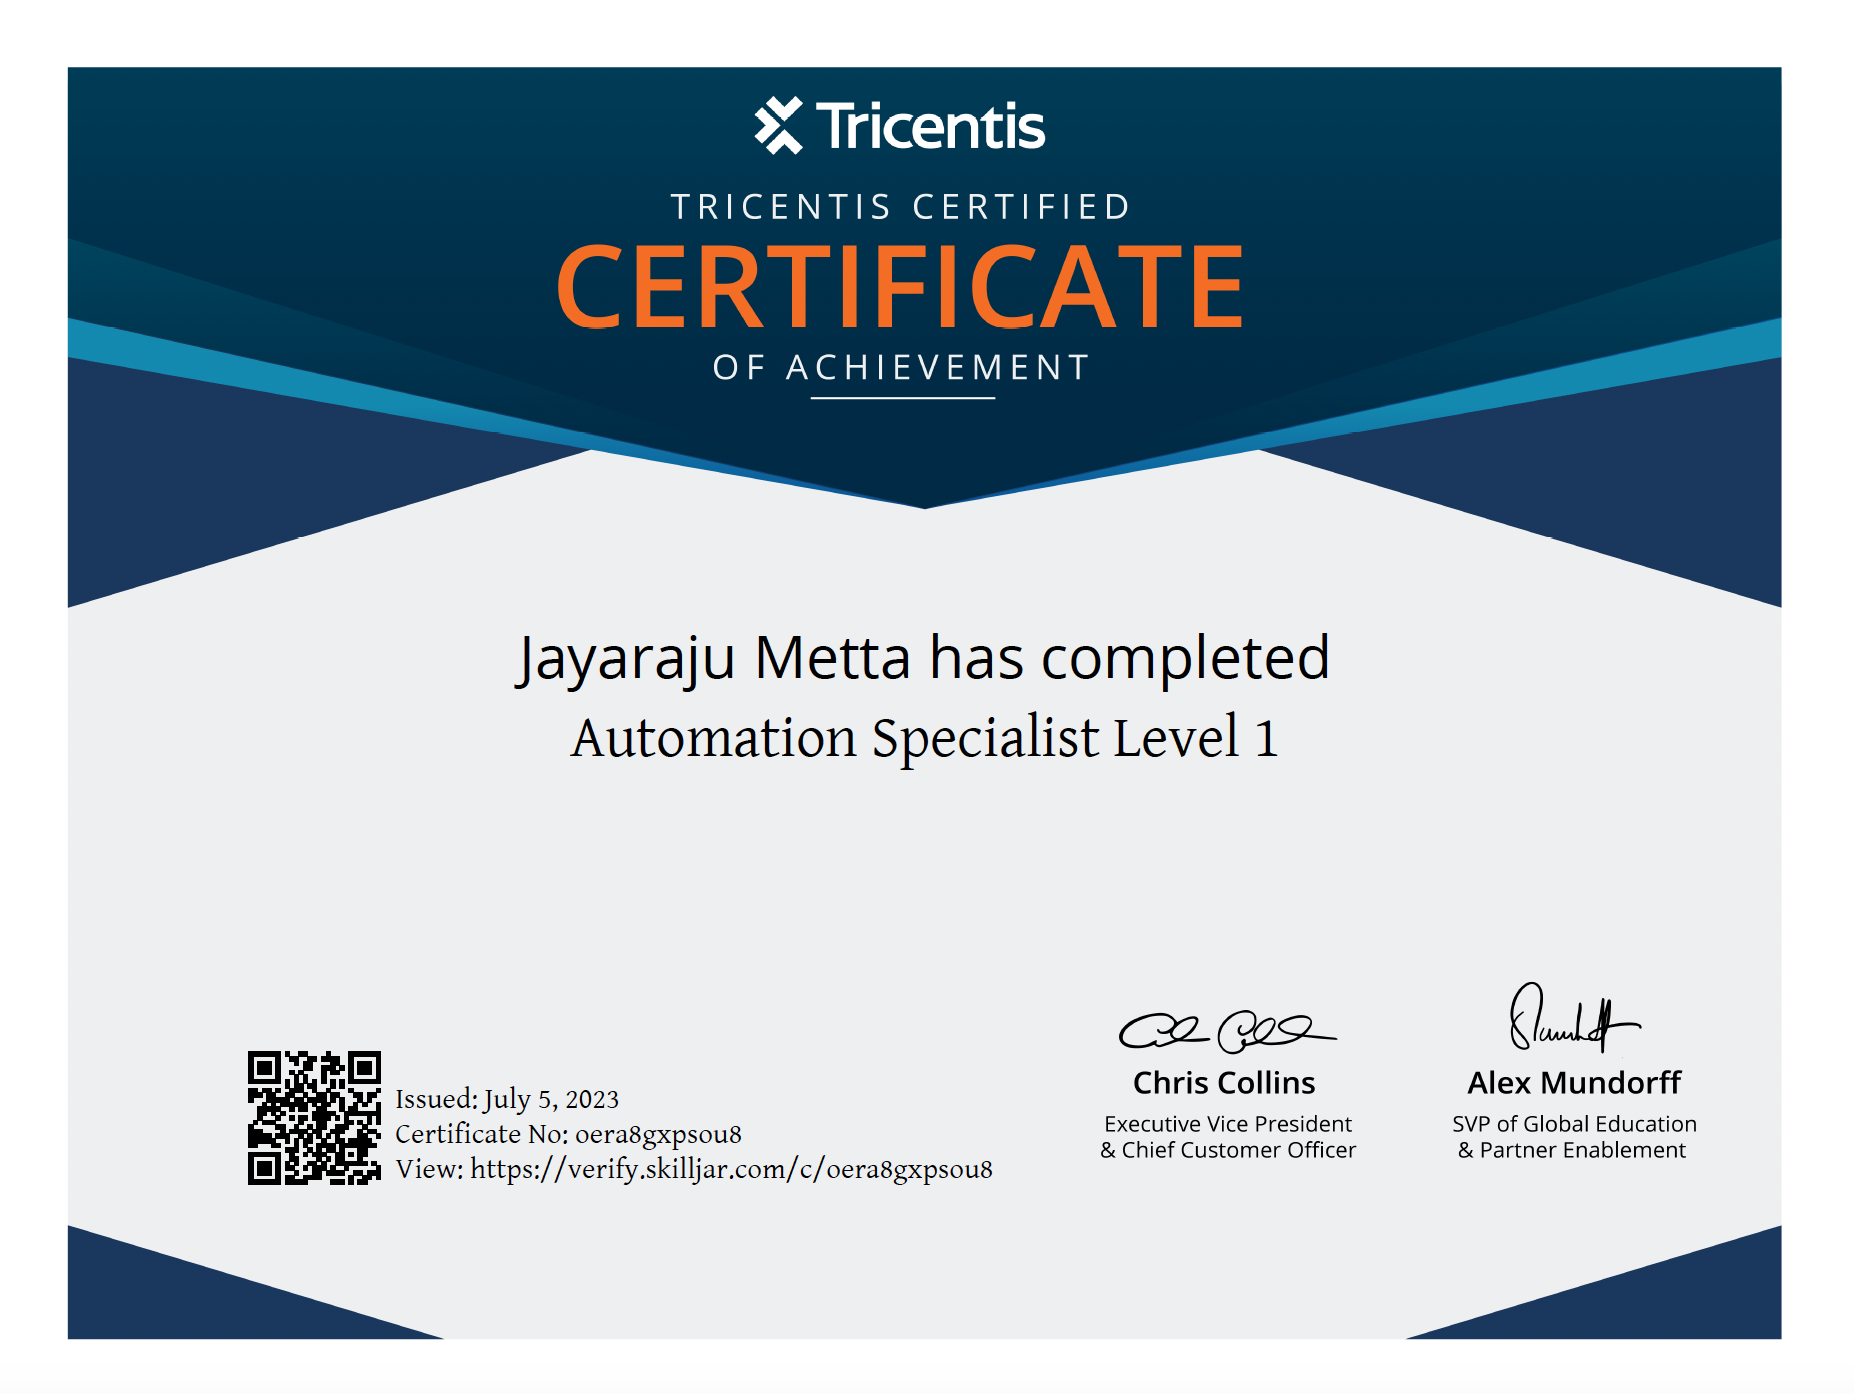 Tricentis
TRICENTIS CERTIFIED
CERTIFICATE
OF ACHIEVEMENT
Jayaraju Metta has completed
Automation Specialist Level 1
Issued: July 5, 2023
Certificate No: oera8gxpsou8
View: https://verify.skilljar.com/c/oera8gxpsou8
Chris Collins
Executive Vice President
& Chief Customer Officer
Alex Mundorff
SVP of Global Education
& Partner Enablement